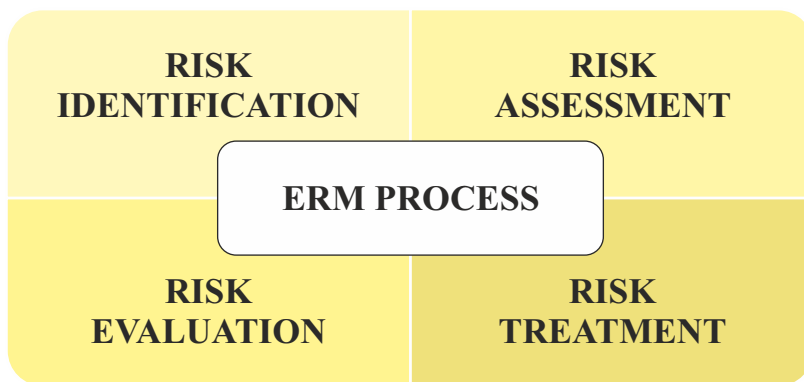 RISK
IDENTIFICATION
RISK
ASSESSMENT
ERM PROCESS
RISK
EVALUATION
RISK
TREATMENT